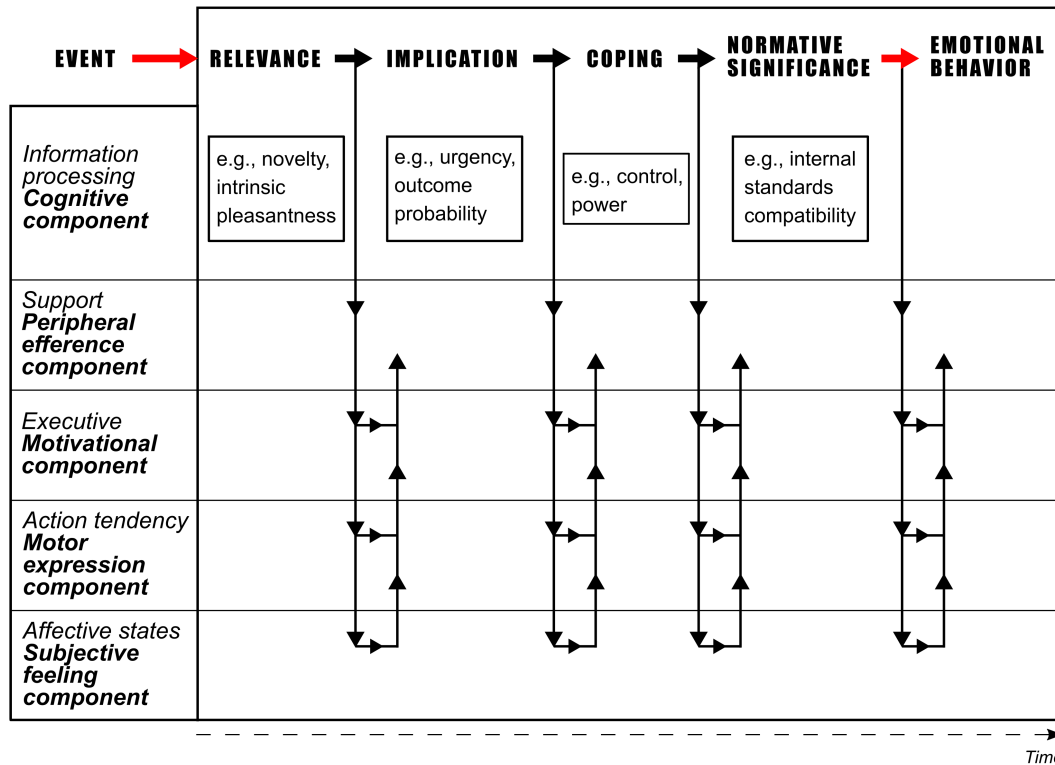 EVENT
RELEVANCE
IMPLICATION
COPING
NORMATIVE
SIGNIFICANCE
EMOTIONAL
BEHAVIOR
Information
processing
Cognitive
component
e.g., novelty,
intrinsic
pleasantness
e.g., urgency,
outcome
probability
e.g., control,
power
e.g., internal
standards
compatibility
Support
Peripheral
efference
component
Executive
Motivational
component
Action tendency
Motor
expression
component
Affective states
Subjective
feeling
component
Time